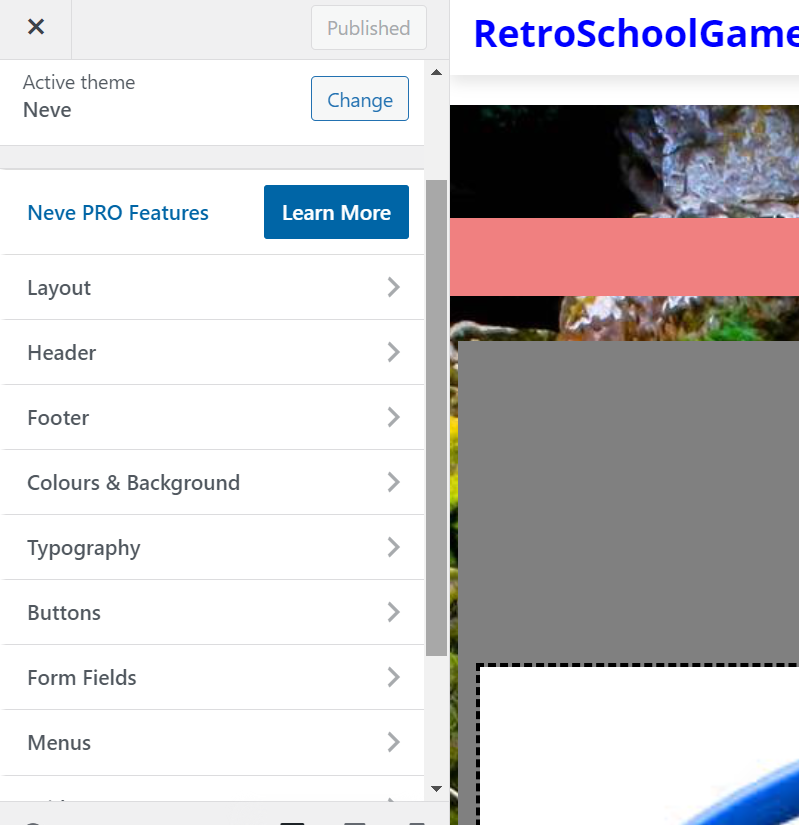 Published
RetroSchoolGame
Active theme
Neve
Change
Neve PRO Features
Learn More
Layout
Header
Footer
Colours & Background
Typography
Buttons
Form Fields
Menus